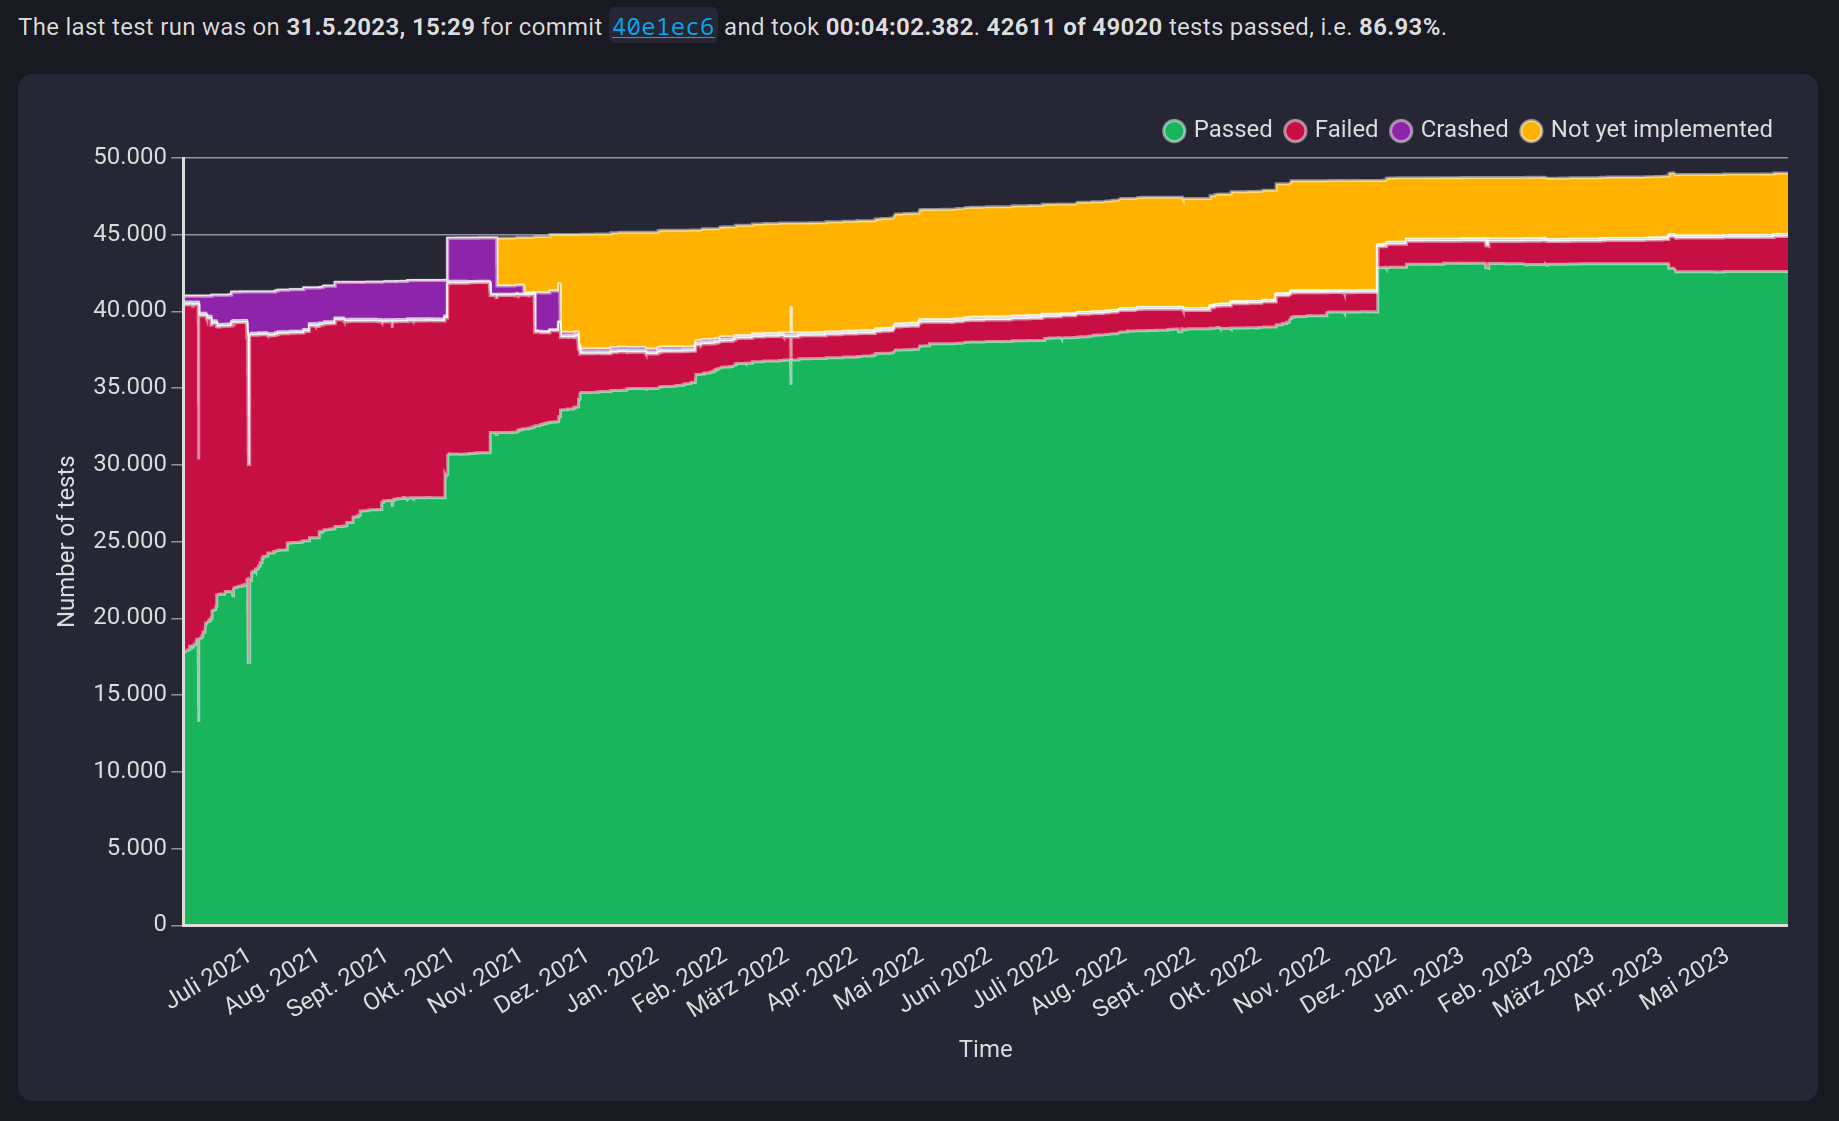 The last test run was on 31.5.2023, 15:29 for commit 40e1ec6 and took 00:04:02.382. 42611 of 49020 tests passed, i.e. 86.93%.
Passed Failed Crashed Not yet implemented
50.000
45.000
40.000
35.000
30.000
25.000
20.000
15.000
10.000
5.000
0
Number of tests
Juli 2021
Aug. 2021
Sept. 2021
Okt. 2021
Nov. 2021
Dez. 2021
Jan. 2022
Feb. 2022
März 2022
Apr. 2022
Mai 2022
Juni 2022
Juli 2022
Aug. 2022
Sept. 2022
Okt. 2022
Nov. 2022
Dez. 2022
Jan. 2023
Feb. 2023
März 2023
Apr. 2023
Mai 2023
Time